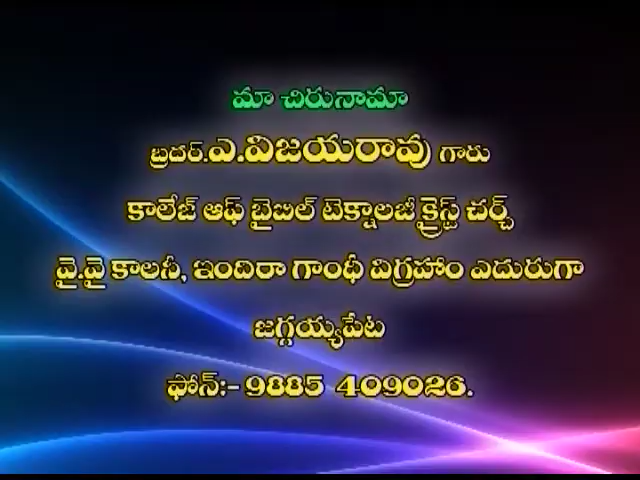 మా చిరునామా
బ్రదర్.ఎ.విజయరావు గారు
కాలేజ్ ఆఫ్ బైబిల్ టెక్నాలజీ క్రైస్ట్ చర్చ్
వై.వై కాలనీ, ఇందిరా గాంధీ విగ్రహాం ఎదురుగా
జగ్గయ్యపేట
ఫోన్:- 9885 409026.